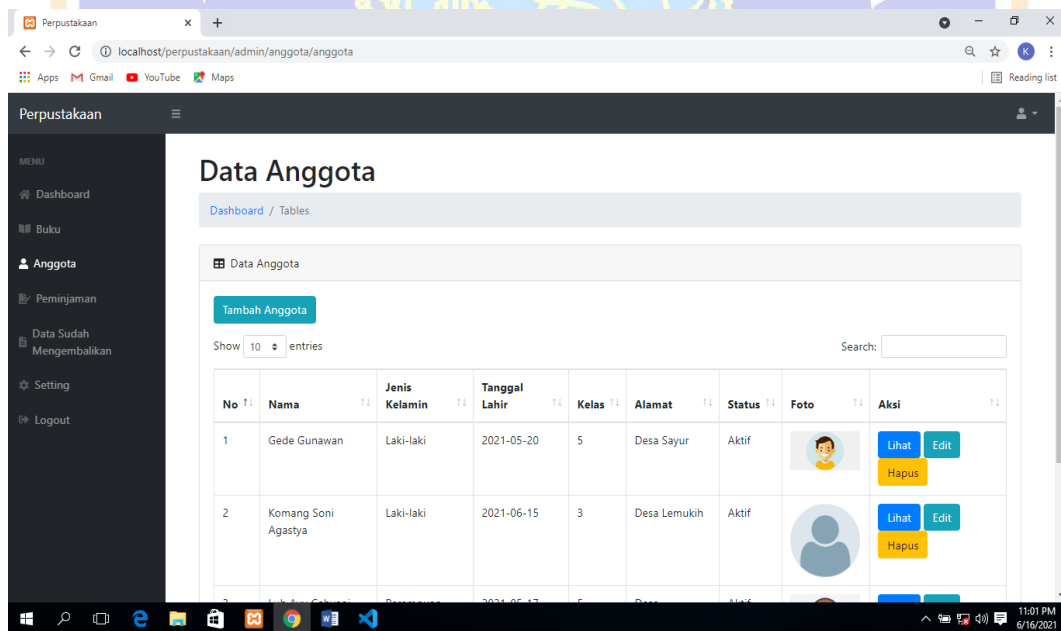 Perpustakaan
localhost/perpustakaan/admin/anggota/anggota
K
Apps Gmail YouTube Maps Reading list
Perpustakaan
MENU
Dashboard
Buku
Anggota
Peminjaman
Data Sudah
Mengembalikan
Setting
Logout
Data Anggota
Dashboard / Tables
Data Anggota
Tambah Anggota
Show 10 entries Search:
No Nama Jenis Kelamin Tanggal Lahir Kelas Alamat Status Foto Aksi
1 Gede Gunawan Laki-laki 2021-05-20 5 Desa Sayur Aktif Lihat Edit
Hapus
2 Komang Soni Laki-laki 2021-06-15 3 Desa Lemukih Aktif Lihat Edit
Agastya Hapus
11:01 PM
6/16/2021